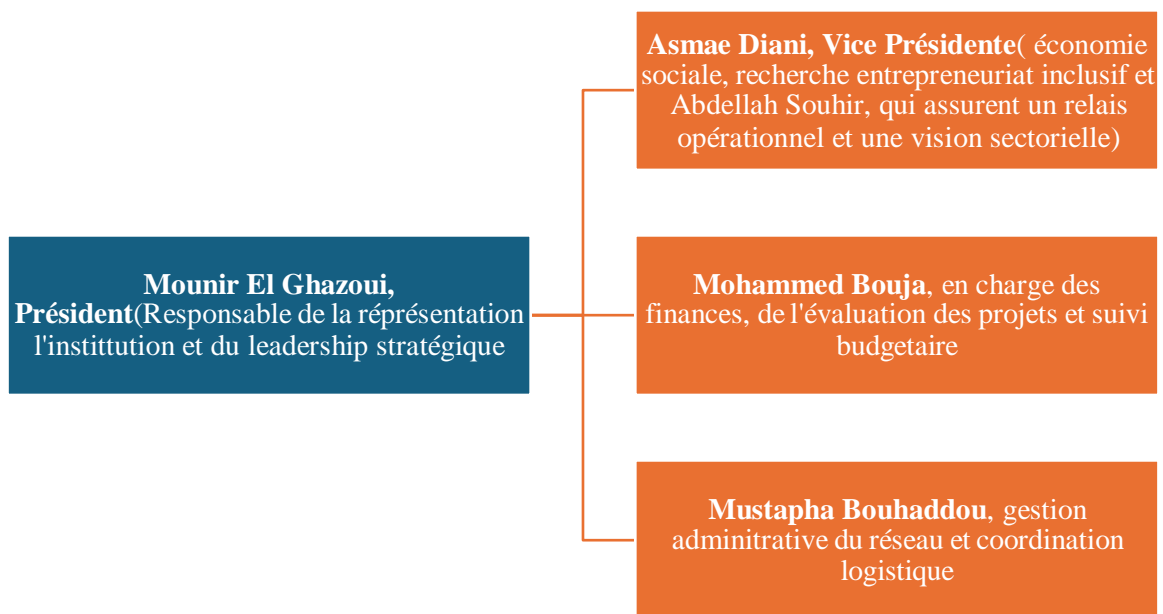 Asmae Diani, Vice Présidente( économie
sociale, recherche entrepreneuriat inclusif et
Abdellah Souhir, qui assurent un relais
opérationnel et une vision sectorielle)
Mounir El Ghazoui,
Président(Responsable de la réprésentation
l'instittution et du leadership stratégique
Mohammed Bouja, en charge des
finances, de l'évaluation des projets et suivi
budgetaire
Mustapha Bouhaddou, gestion
adminitrative du réseau et coordination
logistique